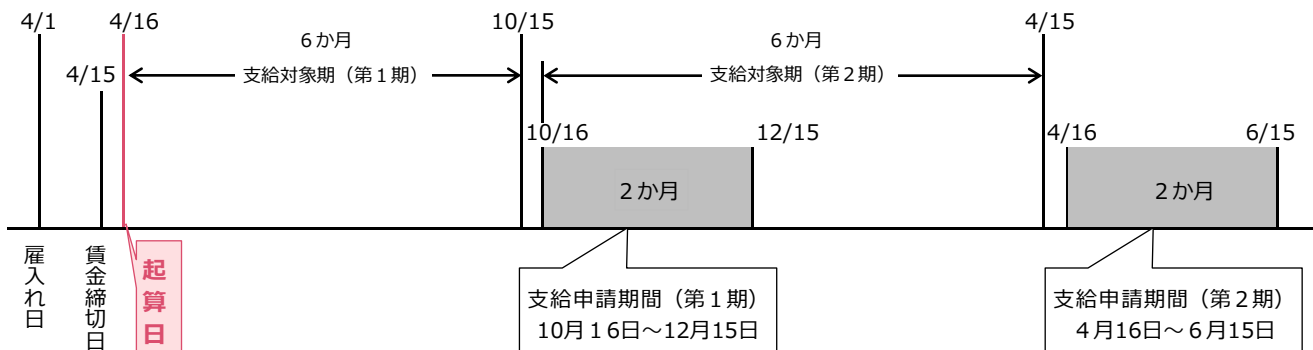 4/1
4/16
10/15
4/15
6か月
6か月
4/15
支給対象期（第１期）
支給対象期（第２期）
10/16
12/15
4/16
6/15
２か月
２か月
雇入れ日
賃金締切日
起算日
支給申請期間（第１期）
10月１6日～12月15日
支給申請期間（第２期）
４月16日～６月15日